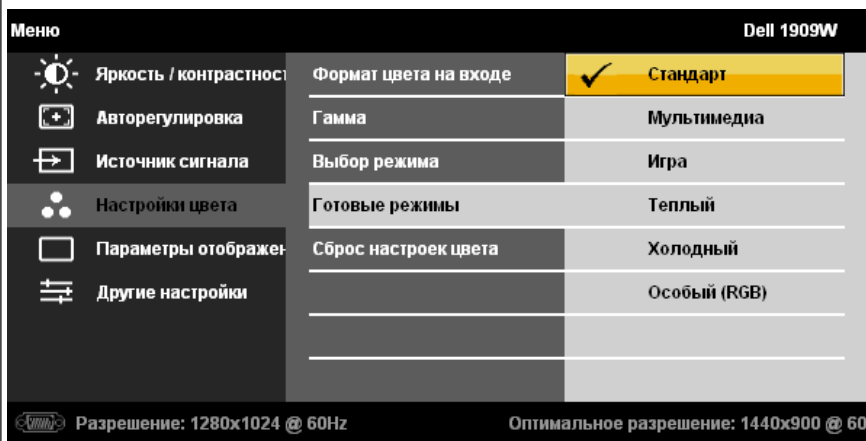 Меню
Dell 1909W
Яркость / контрастност
Авторегулировка
Источник сигнала
Настройки цвета
Параметры отображен
Другие настройки
Формат цвета на входе
Гамма
Выбор режима
Готовые режимы
Сброс настроек цвета
Стандарт
Мультимедиа
Игра
Теплый
Холодный
Особый (RGB)
Разрешение: 1280x1024 @ 60Hz
Оптимальное разрешение: 1440x900 @ 60